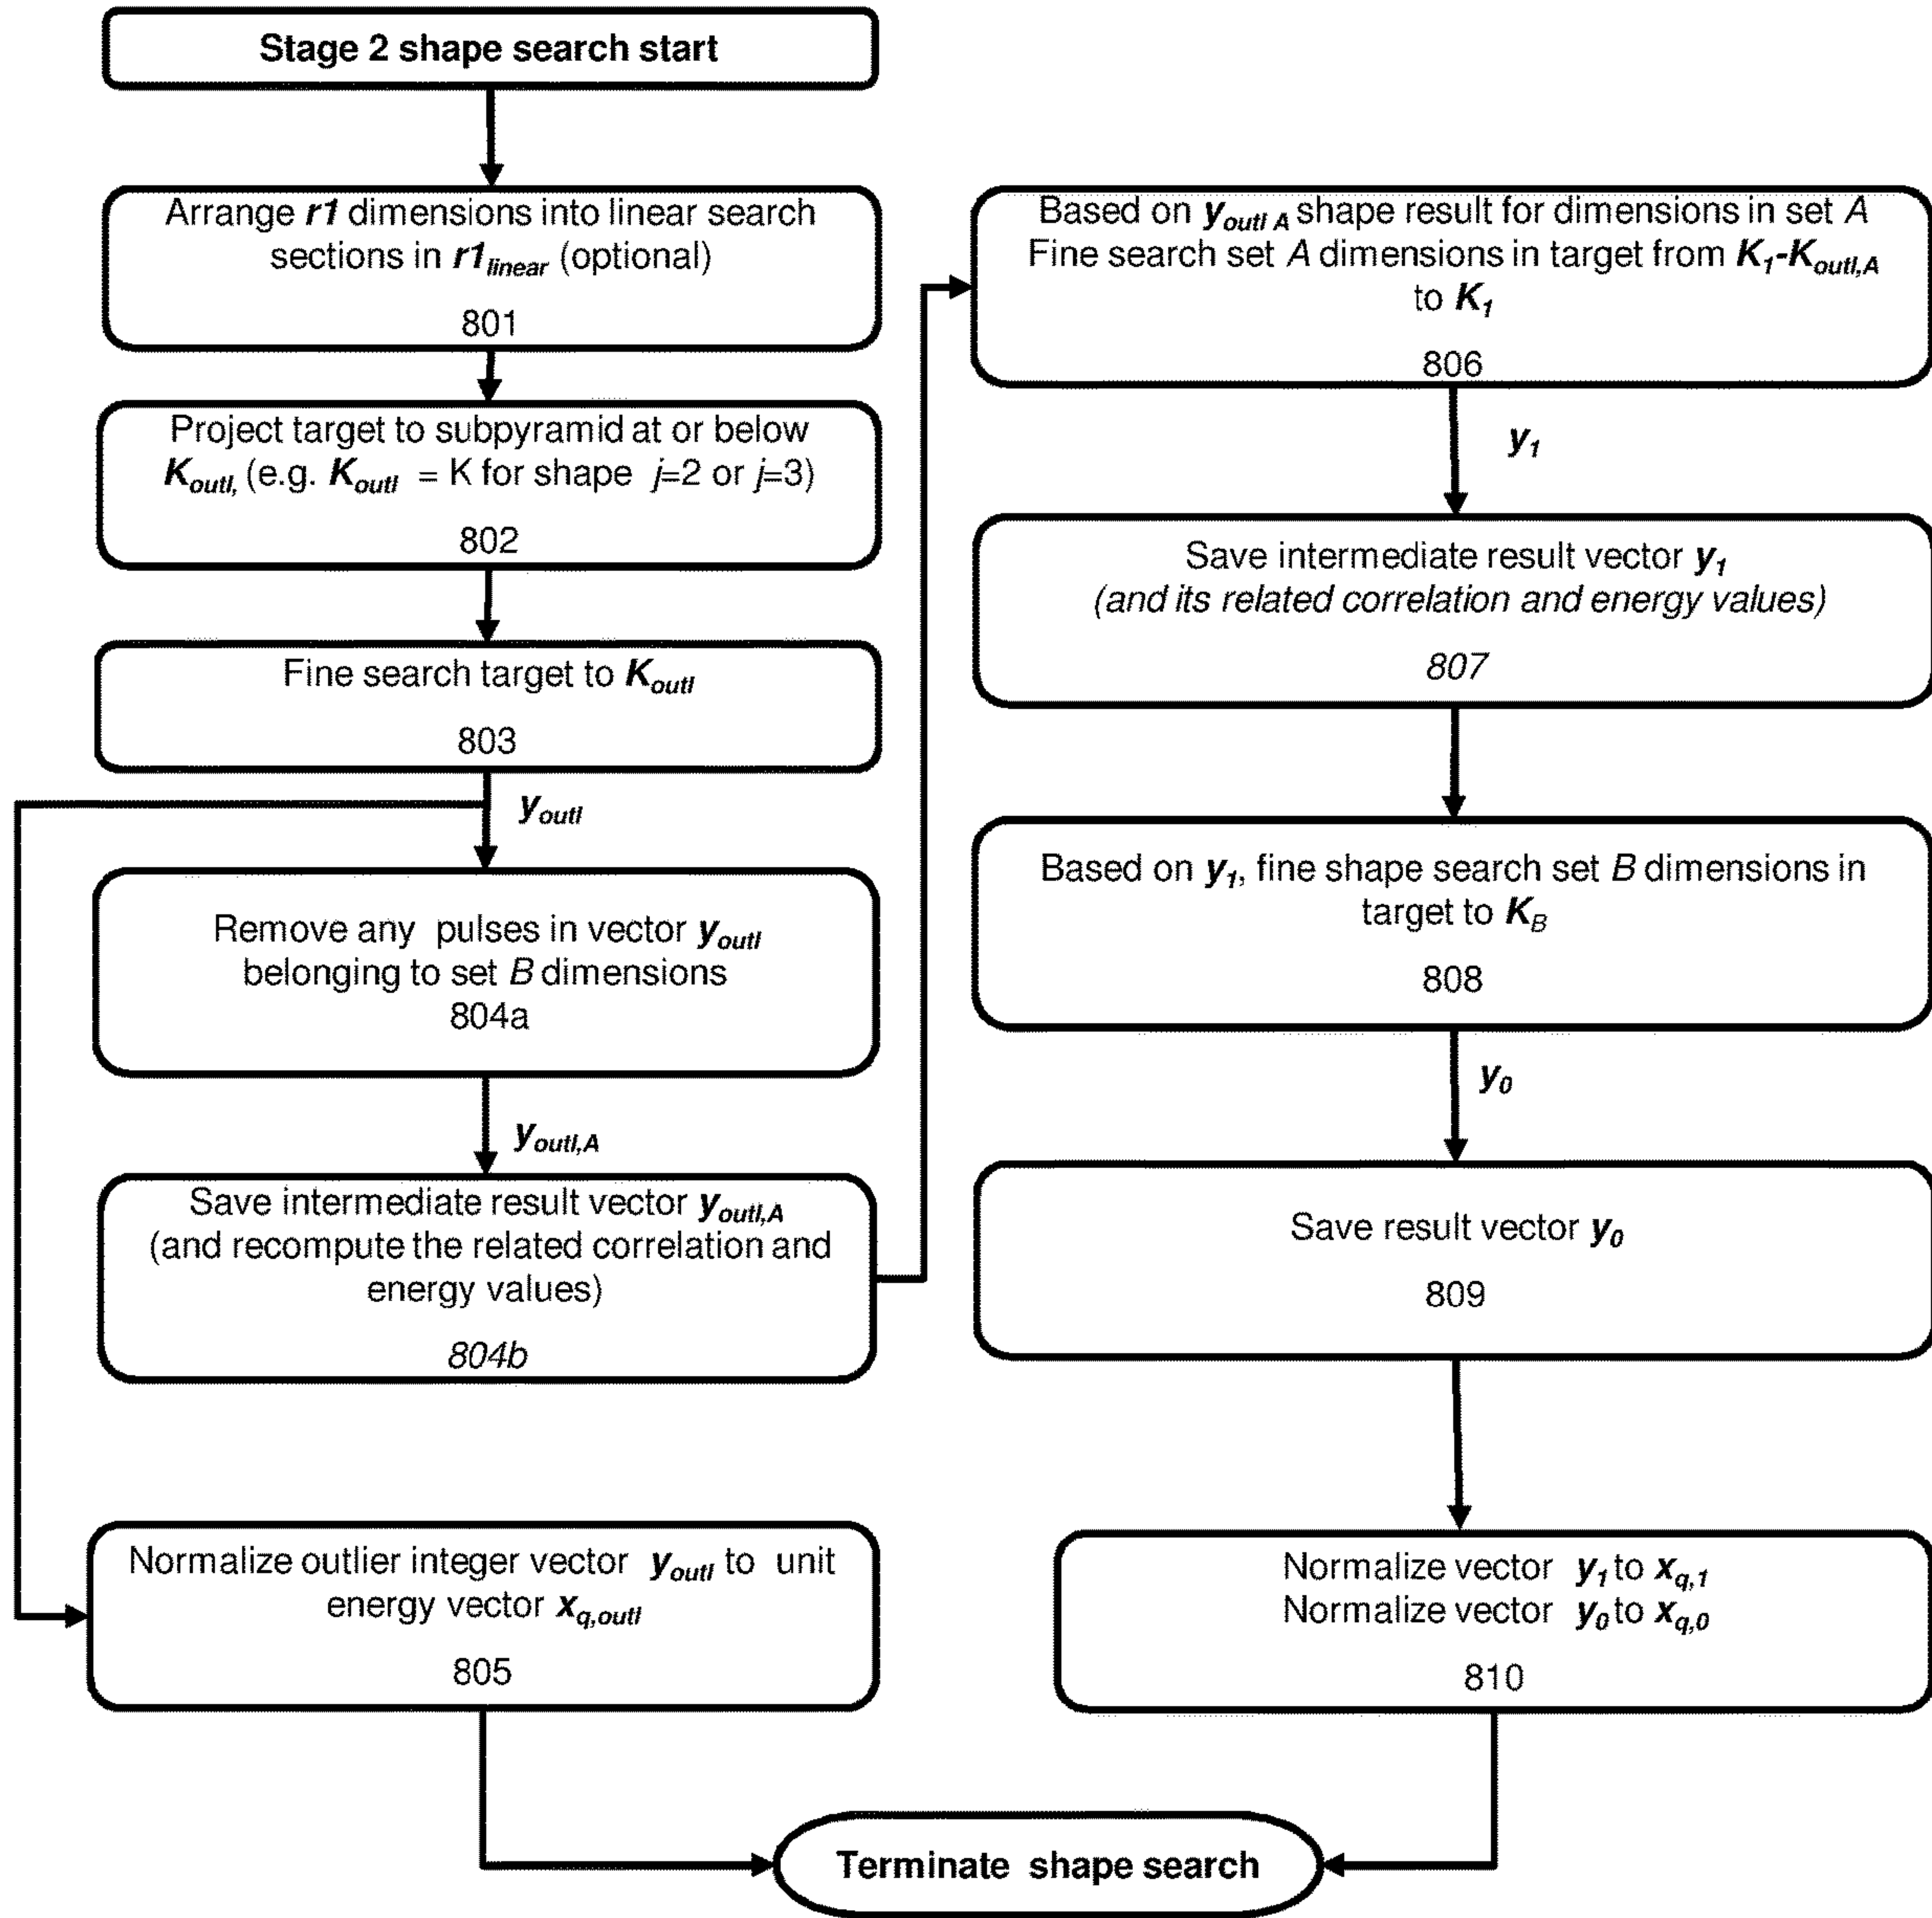 Stage 2 shape search start
Arrange r1 dimensions into linear search
sections in r1linear (optional)
801
Project target to subpyramid at or below
Koutl, (e.g. Koutl = K for shape j=2 or j=3)
802
Fine search target to Koutl
803
youtl
Remove any pulses in vector youtl
belonging to set B dimensions
804a
youtl,A
Save intermediate result vector youtl,A
(and recompute the related correlation and
energy values)
804b
Normalize outlier integer vector youtl to unit
energy vector xq,outl
805
Based on youtl A shape result for dimensions in set A
Fine search set A dimensions in target from K1-Koutl,A
to K1
806
y1
Save intermediate result vector y1
(and its related correlation and energy values)
807
Based on y1, fine shape search set B dimensions in
target to KB
808
y0
Save result vector y0
809
Normalize vector y1 to xq,1
Normalize vector y0 to xq,0
810
Terminate shape search